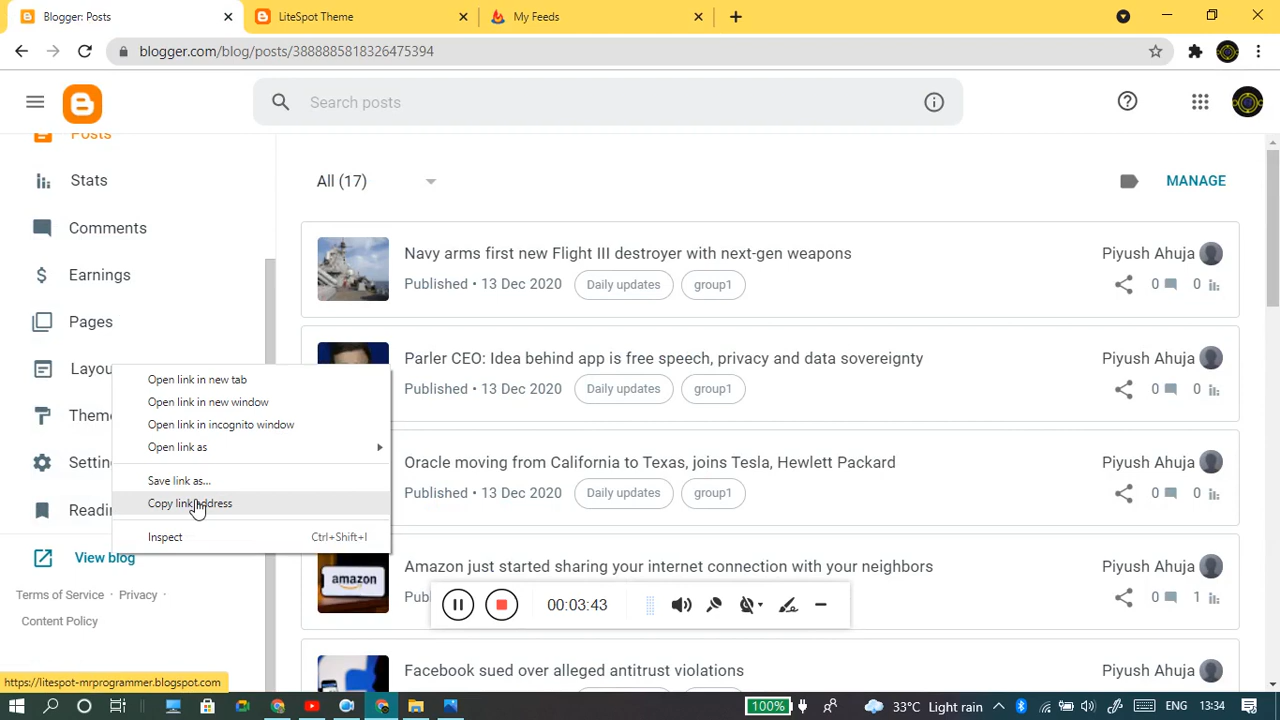 Blogger: Posts
LiteSpot Theme
My Feeds
blogger.com/blog/posts/3888885818326475394
Search posts
Posts
Stats
Comments
Earnings
Pages
Layou
Them
Settin
Readi
View blog
Terms of Service · Privacy ·
Content Policy
https://litespot-mrprogrammer.blogspot.com
Open link in new tab
Open link in new window
Open link in incognito window
Open link as
Save link as...
Copy link address
Inspect Ctrl+Shift+I
All (17)
MANAGE
Navy arms first new Flight III destroyer with next-gen weapons
Piyush Ahuja
Published • 13 Dec 2020 Daily updates group1
0 0
Parler CEO: Idea behind app is free speech, privacy and data sovereignty
Piyush Ahuja
Published • 13 Dec 2020 Daily updates group1
0 0
Oracle moving from California to Texas, joins Tesla, Hewlett Packard
Piyush Ahuja
Published • 13 Dec 2020 Daily updates group1
0 0
amazon
Amazon just started sharing your internet connection with your neighbors
Piyush Ahuja
Pu
0 1
00:03:43
Facebook sued over alleged antitrust violations
Piyush Ahuja
100%
33°C Light rain
ENG 13:34